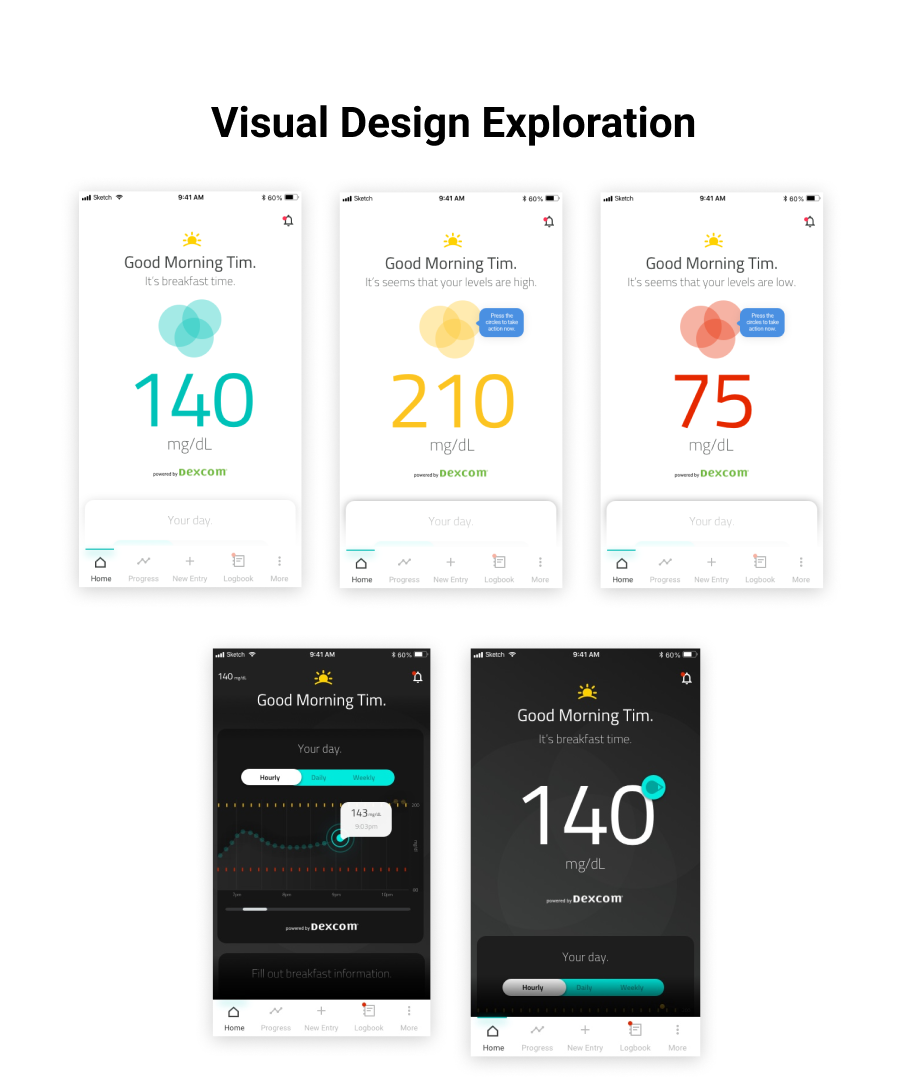 Visual Design Exploration
Sketch 9:41 AM 60%
Good Morning Tim.
It's breakfast time.
140
mg/dL
powered by Dexcom
Your day.
Home Progress New Entry Logbook More
Sketch 9:41 AM 60%
Good Morning Tim.
It's seems that your levels are high.
Press the
circles to take
action now.
210
mg/dL
powered by Dexcom
Your day.
Home Progress New Entry Logbook More
Sketch 9:41 AM 60%
Good Morning Tim.
It's seems that your levels are low.
Press the
circles to take
action now.
75
mg/dL
powered by Dexcom
Your day.
Home Progress New Entry Logbook More
Sketch 9:41 AM 60%
140 mg/dL
Good Morning Tim.
Your day.
Hourly Daily Weekly
200
143 mg/dL
9:03pm
mg/dL
7pm 8pm 9pm 10pm
powered by Dexcom
Fill out breakfast information.
Home Progress New Entry Logbook More
Sketch 9:41 AM 60%
Good Morning Tim.
It's breakfast time.
140
mg/dL
powered by Dexcom
Your day.
Hourly Daily Weekly
Home Progress New Entry Logbook More